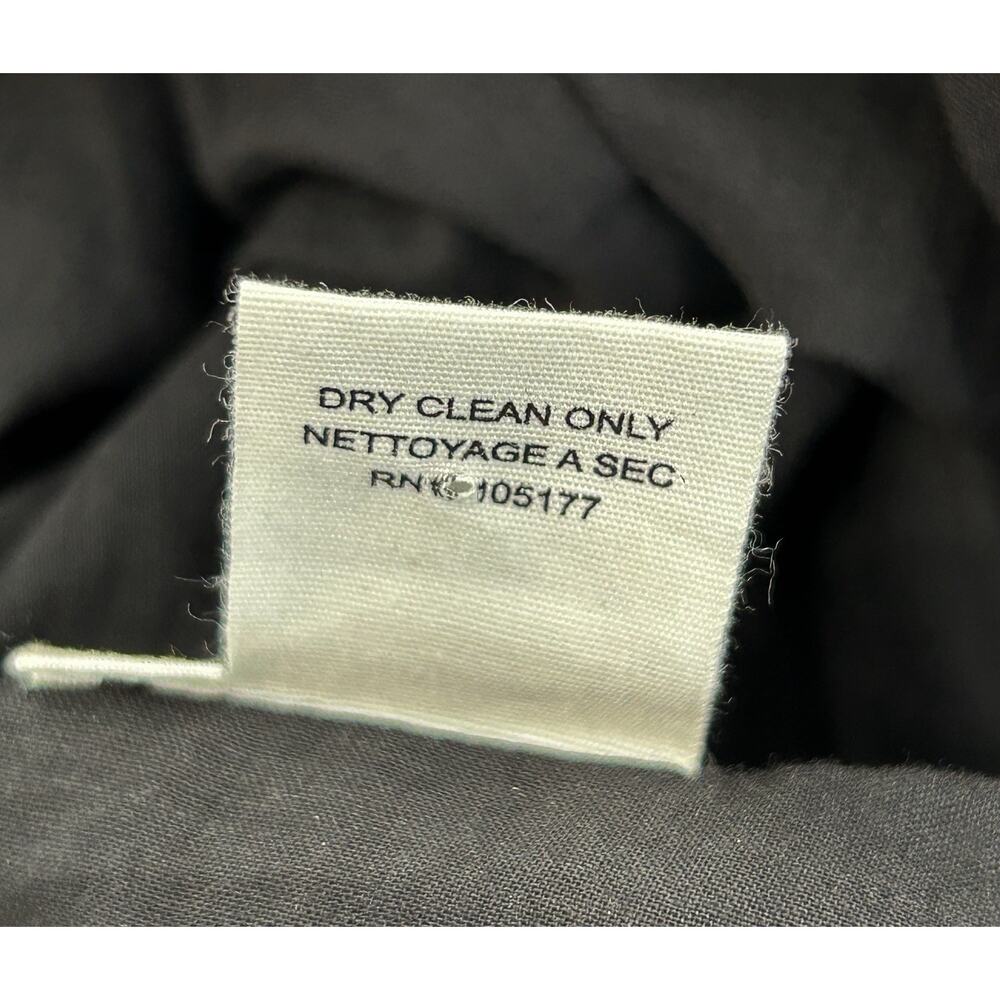 DRY CLEAN ONLY
NETTOYAGE A SEC
RN 105177